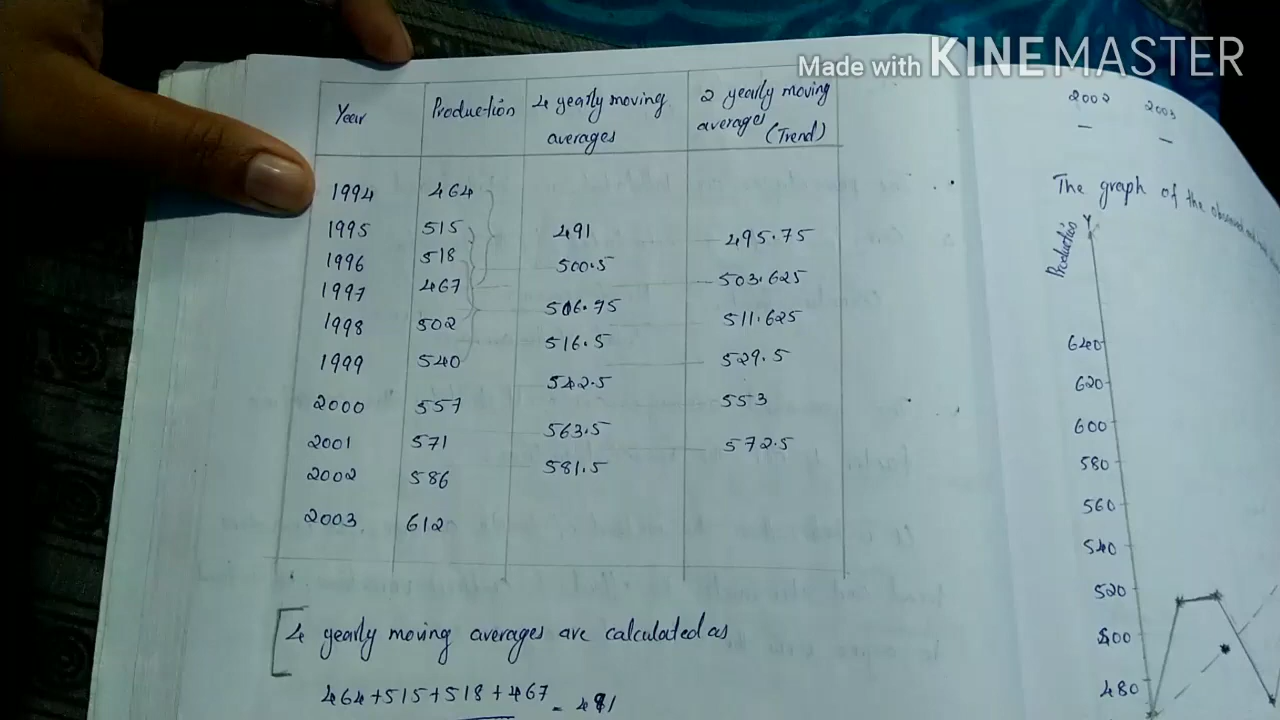 Made with KINEMASTER
Year Production 4 yearly moving averages 2 yearly moving averages (Trend)
1994 464
1995 515 491 495.75
1996 518 500.5
1997 467 503.625
506.75
1998 502 511.625
516.5
1999 540 529.5
542.5
2000 557 553
563.5
2001 571 572.5
2002 586 581.5
2003 612
4 yearly moving averages are calculated as
464+515+518+467 = 491
2002 2003
— —
The graph of the observed
Y
Production
640
620
600
580
560
540
520
500
480